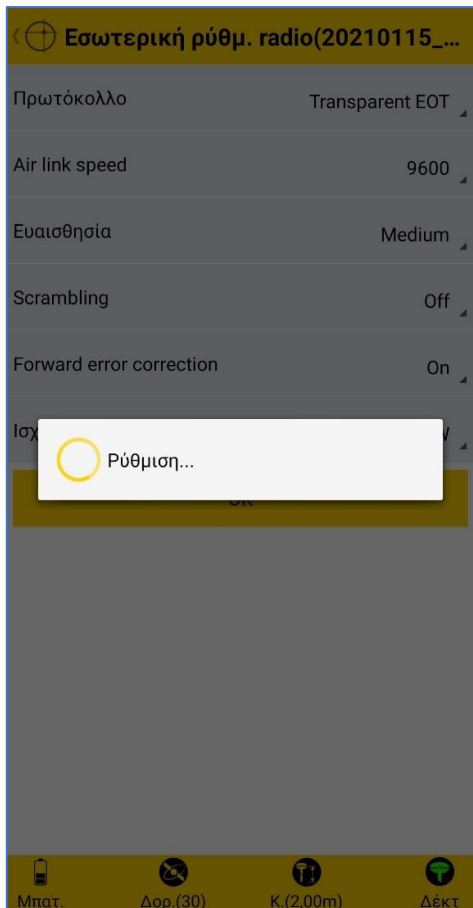 Εσωτερική ρύθμ. radio(20210115_...
Πρωτόκολλο Transparent EOT
Air link speed 9600
Ευαισθησία Medium
Scrambling Off
Forward error correction On
Ρύθμιση...
Μπατ. Δορ.(30) Κ.(2,00m) Δέκτ